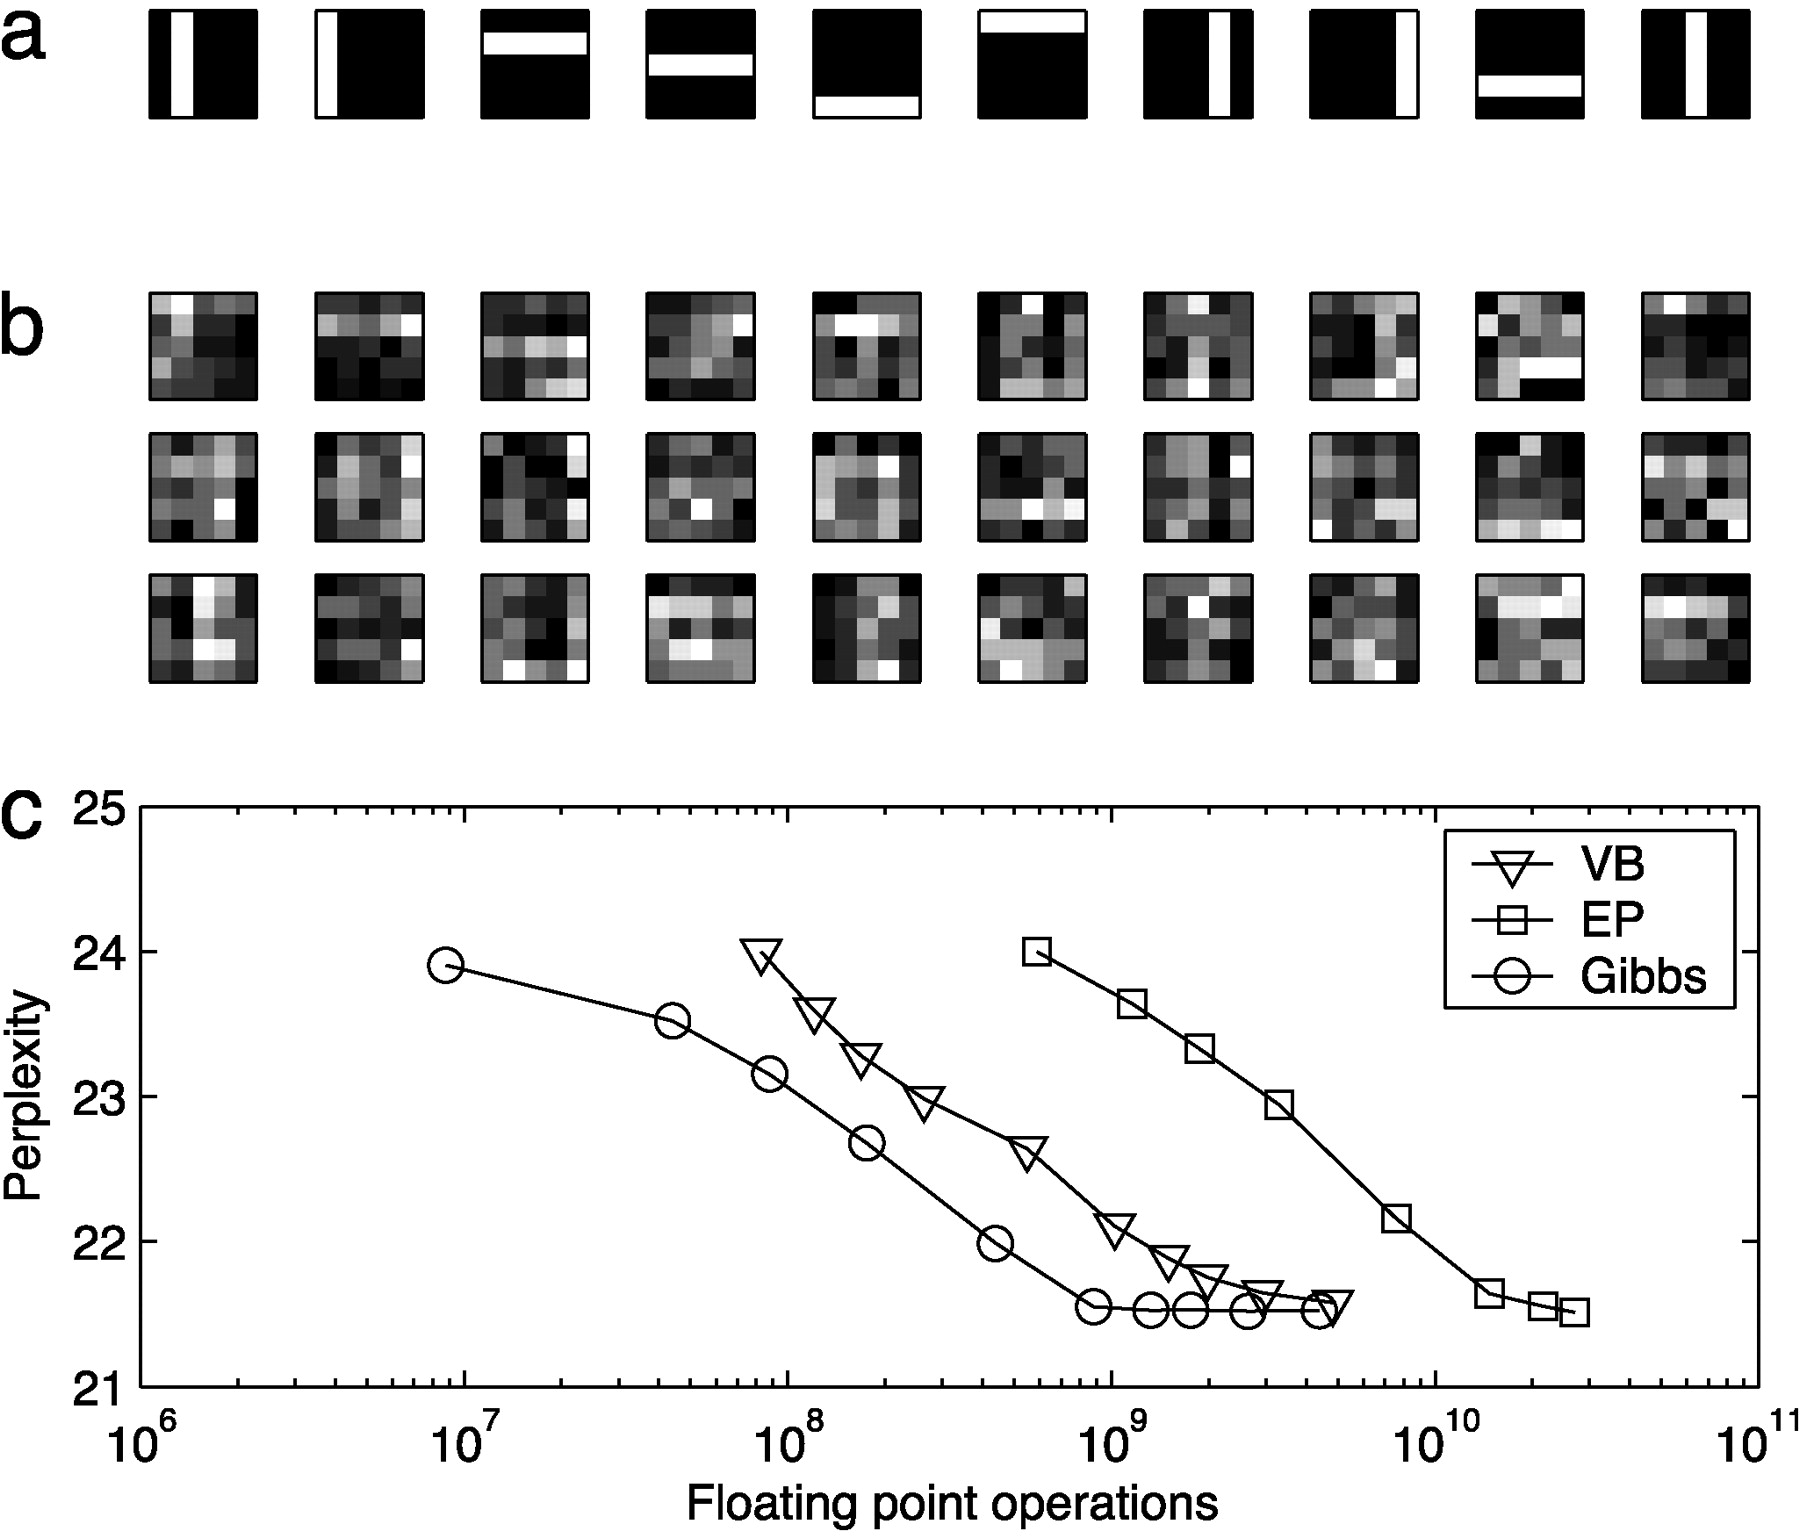 a
b
c
25
24
23
22
21
Perplexity
VB
EP
Gibbs
10^6 10^7 10^8 10^9 10^10 10^11
Floating point operations